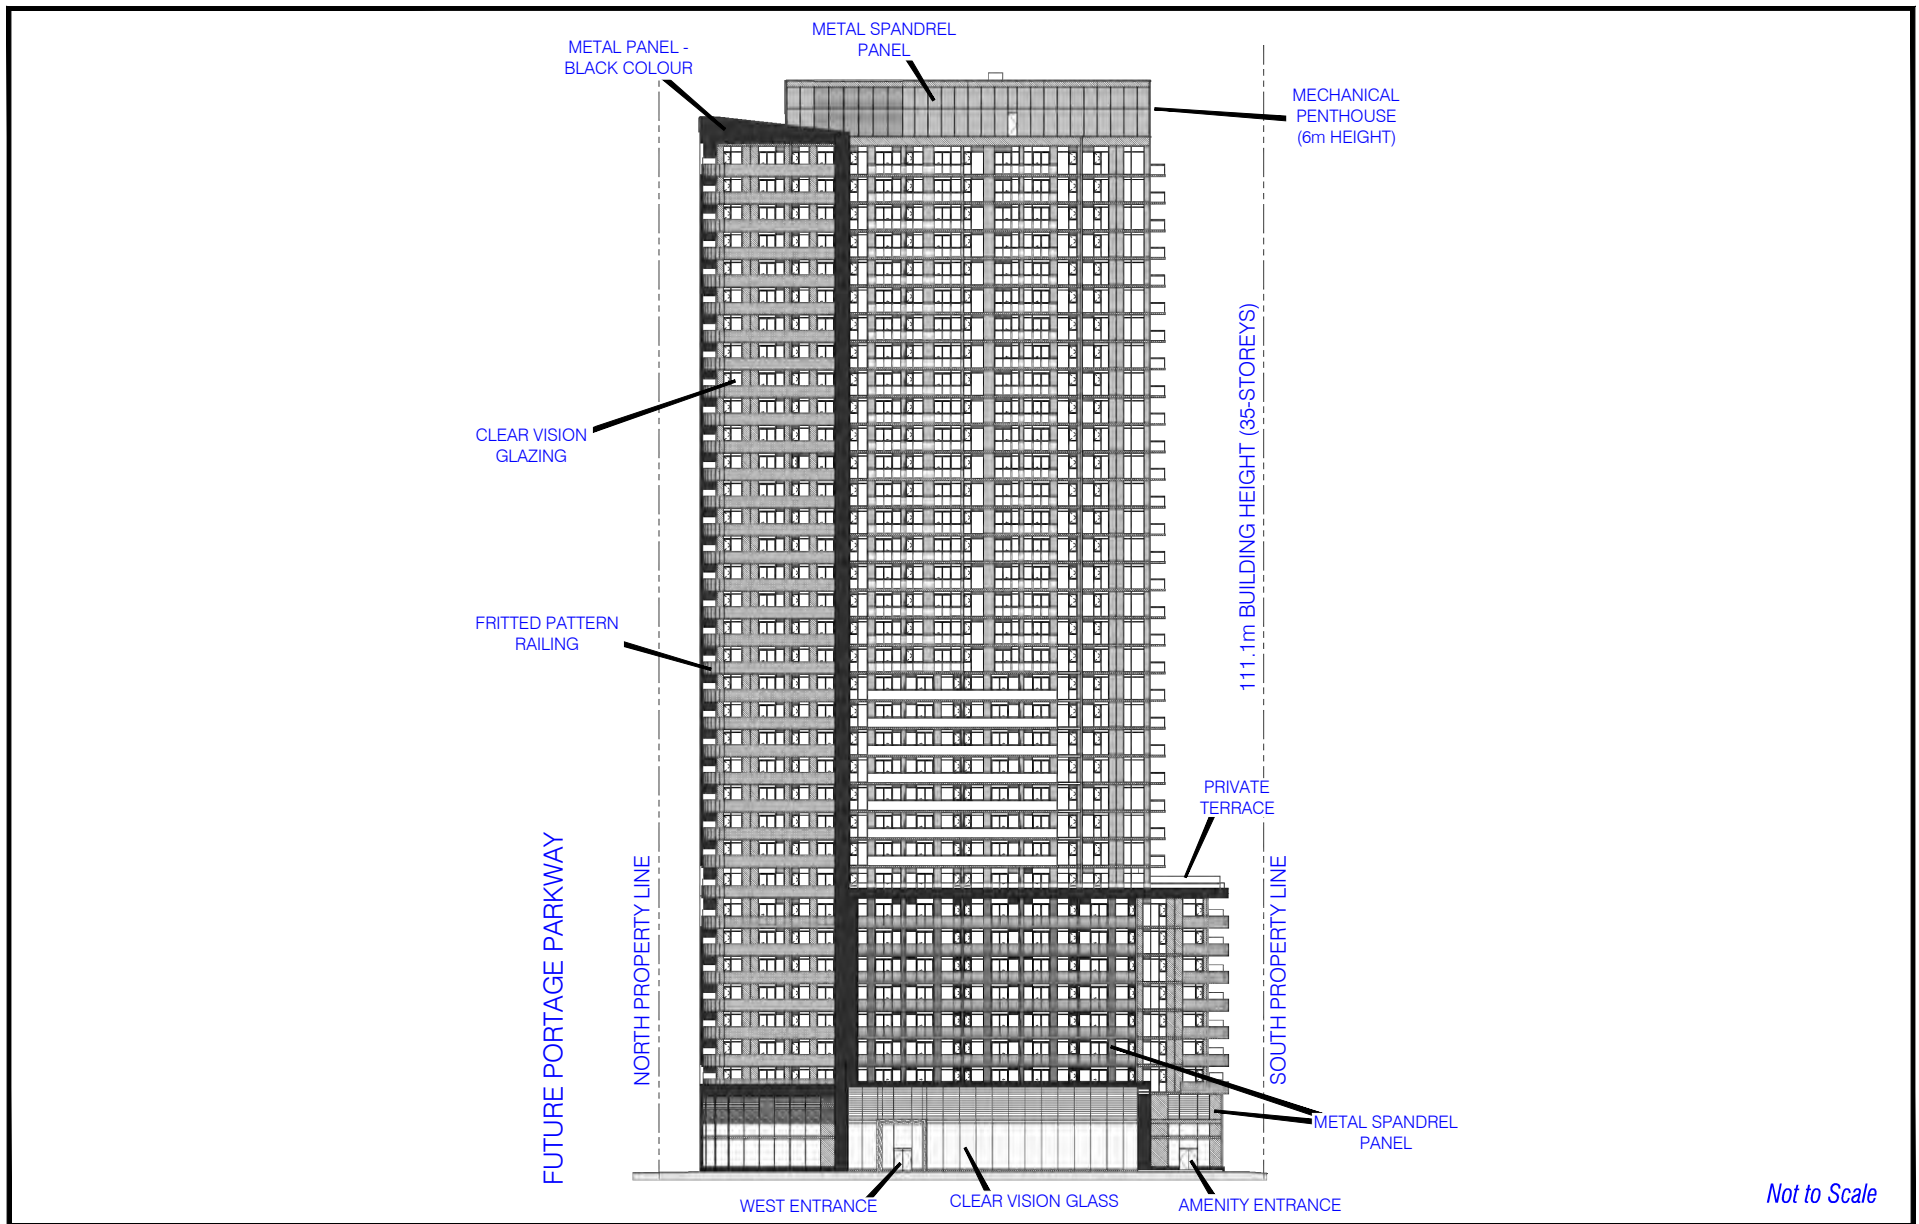 METAL SPANDREL
PANEL
METAL PANEL -
BLACK COLOUR
MECHANICAL
PENTHOUSE
(6m HEIGHT)
CLEAR VISION
GLAZING
111.1m BUILDING HEIGHT (35-STOREYS)
FRITTED PATTERN
RAILING
PRIVATE
TERRACE
FUTURE PORTAGE PARKWAY
NORTH PROPERTY LINE
SOUTH PROPERTY LINE
METAL SPANDREL
PANEL
WEST ENTRANCE
CLEAR VISION GLASS
AMENITY ENTRANCE
Not to Scale